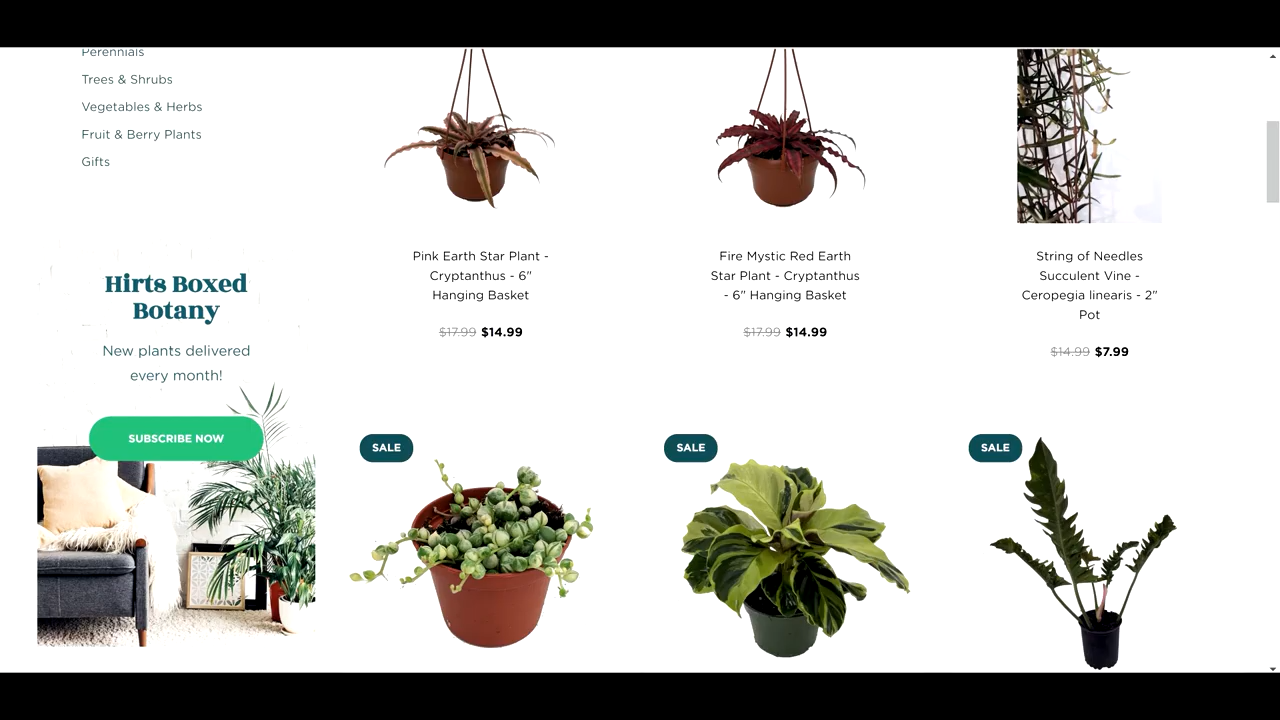 Perennials
Trees & Shrubs
Vegetables & Herbs
Fruit & Berry Plants
Gifts
Hirts Boxed
Botany
New plants delivered
every month!
SUBSCRIBE NOW
Pink Earth Star Plant -
Cryptanthus - 6"
Hanging Basket
$17.99 $14.99
Fire Mystic Red Earth
Star Plant - Cryptanthus
- 6" Hanging Basket
$17.99 $14.99
String of Needles
Succulent Vine -
Ceropegia linearis - 2"
Pot
$14.99 $7.99
SALE
SALE
SALE